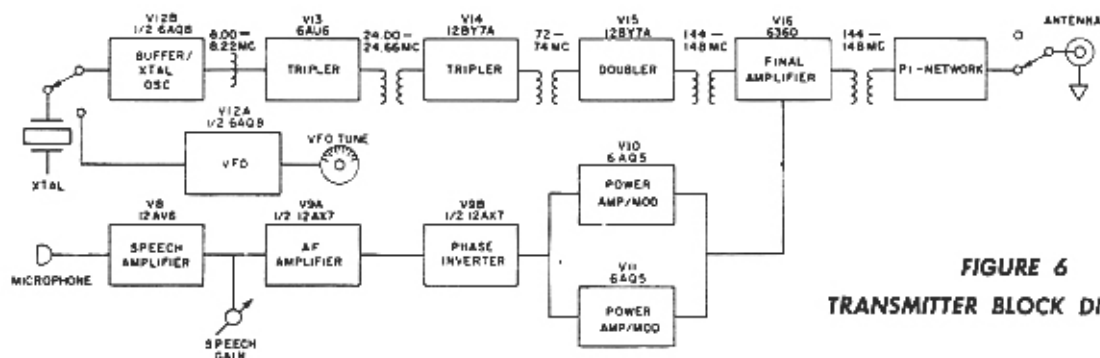 V12B
1/2 6AQ8
BUFFER/
XTAL
OSC
8.00–
8.22MC
V13
6AU6
TRIPLER
24.00–
24.66MC
V14
12BY7A
TRIPLER
72–
74MC
V15
12BY7A
DOUBLER
144–
148MC
V16
6360
FINAL
AMPLIFIER
144–
148MC
PI-NETWORK
ANTENNA
XTAL
V12A
1/2 6AQ8
VFO
VFO TUNE
V8
12AV6
SPEECH
AMPLIFIER
MICROPHONE
SPEECH
GAIN
V9A
1/2 12AX7
AF
AMPLIFIER
V9B
1/2 12AX7
PHASE
INVERTER
V10
6AQ5
POWER
AMP/MOD
V11
6AQ5
POWER
AMP/MOD
FIGURE 6
TRANSMITTER BLOCK DI